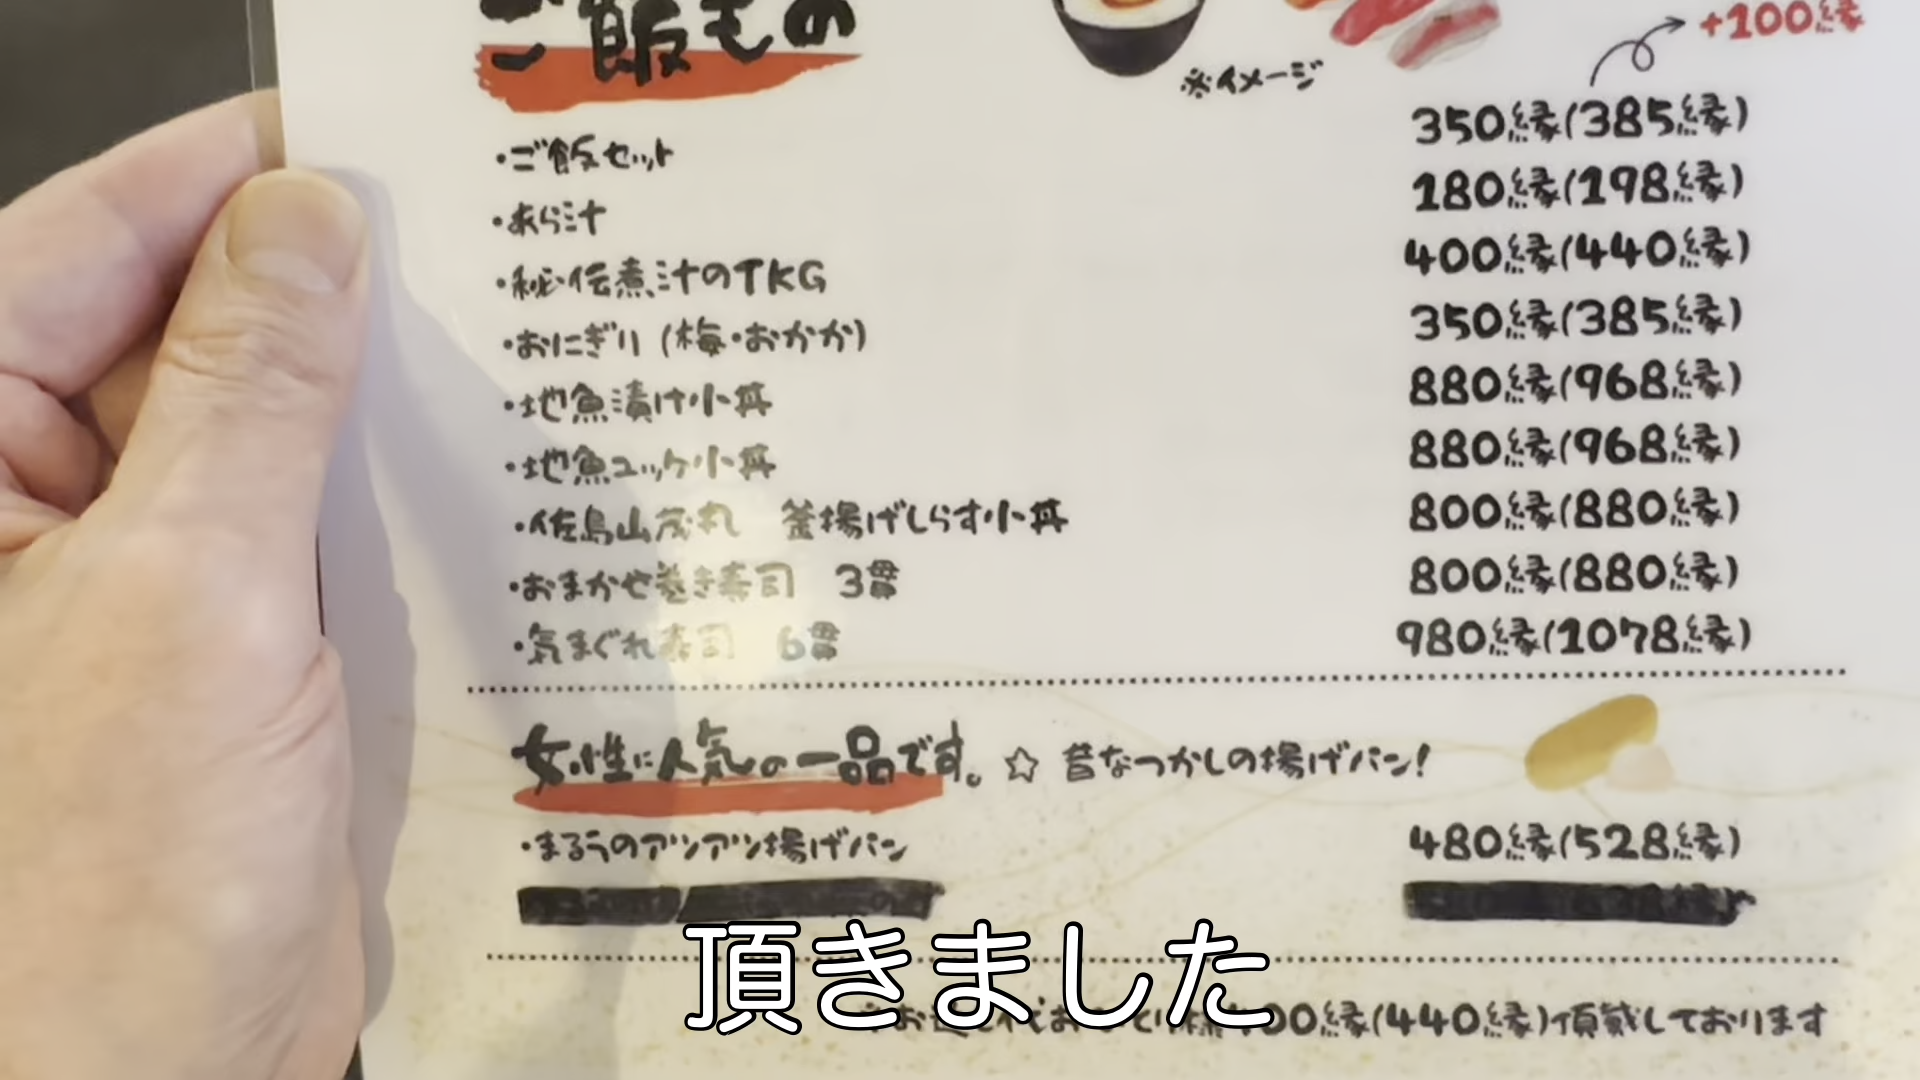 ご飯もの
※イメージ
+100縁
・ご飯セット 350縁(385縁)
・あら汁 180縁(198縁)
・秘伝煮汁のTKG 400縁(440縁)
・おにぎり (梅・おかか) 350縁(385縁)
・地魚漬け小丼 880縁(968縁)
・地魚ユッケ小丼 880縁(968縁)
・佐島山茂丸 釜揚げしらす小丼 800縁(880縁)
・おまかせ巻き寿司 3貫 800縁(880縁)
・気まぐれ寿司 6貫 980縁(1078縁)
女性に人気の一品です。☆ 昔なつかしの揚げパン!
・まるうのアツアツ揚げパン 480縁(528縁)
頂きました
00縁(440縁)頂戴しております